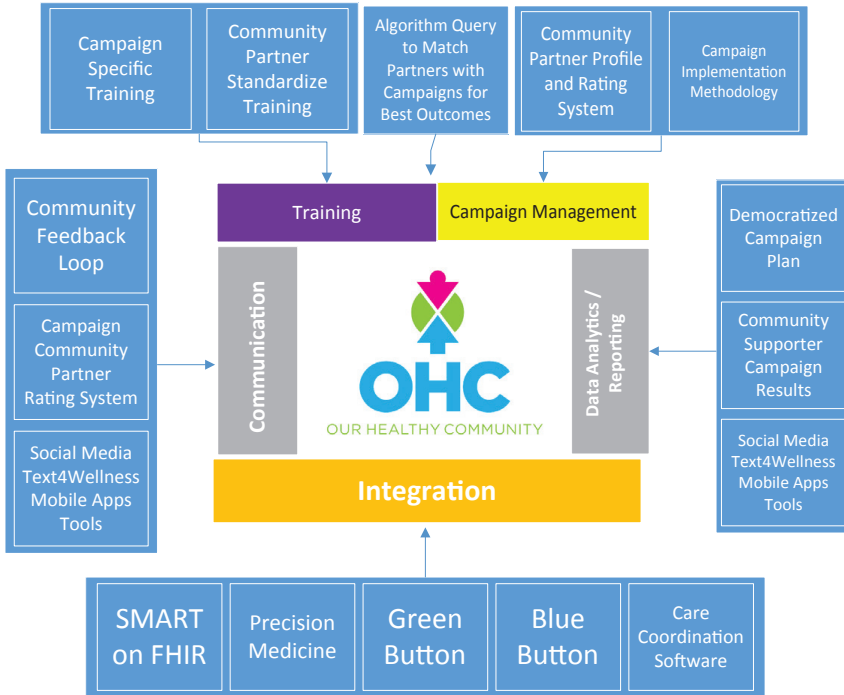 Campaign
Specific
Training
Community
Partner
Standardize
Training
Algorithm Query
to Match
Partners with
Campaigns for
Best Outcomes
Community
Partner Profile
and Rating
System
Campaign
Implementation
Methodology
Community
Feedback
Loop
Campaign
Community
Partner
Rating System
Social Media
Text4Wellness
Mobile Apps
Tools
Training
Campaign Management
Communication
OHC
OUR HEALTHY COMMUNITY
Data Analytics /
Reporting
Integration
Democratized
Campaign
Plan
Community
Supporter
Campaign
Results
Social Media
Text4Wellness
Mobile Apps
Tools
SMART
on FHIR
Precision
Medicine
Green
Button
Blue
Button
Care
Coordination
Software